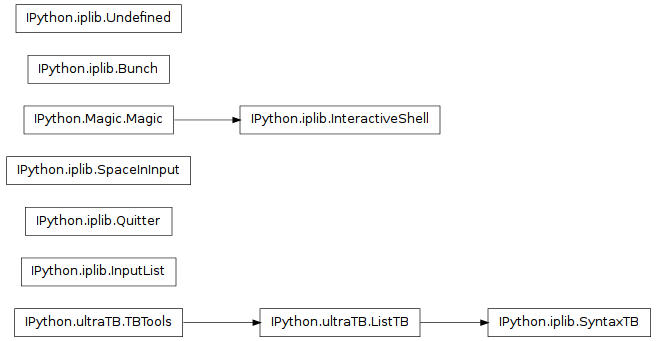 IPython.iplib.Undefined
IPython.iplib.Bunch
IPython.Magic.Magic
IPython.iplib.InteractiveShell
IPython.iplib.SpaceInInput
IPython.iplib.Quitter
IPython.iplib.InputList
IPython.ultraTB.TBTools
IPython.ultraTB.ListTB
IPython.iplib.SyntaxTB